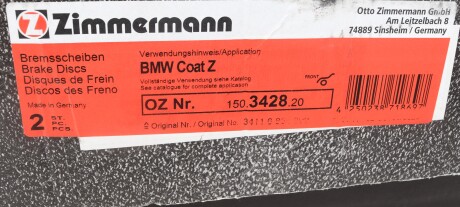 Zimmermann
Otto Zimmermann GmbH
Am Leitzelbach 8
74889 Sinsheim / Germany
Bremsscheiben
Brake Discs
Disques de Frein
Discos des Freno
Made in Germany
2 ST. PC. PCS.
Verwendungshinweis/Application
BMW Coat Z
Vollständige Verwendung siehe Katalog
See catalogue for complete application
FRONT
OZ Nr. 150.3428.20
Original Nr. / Original No.